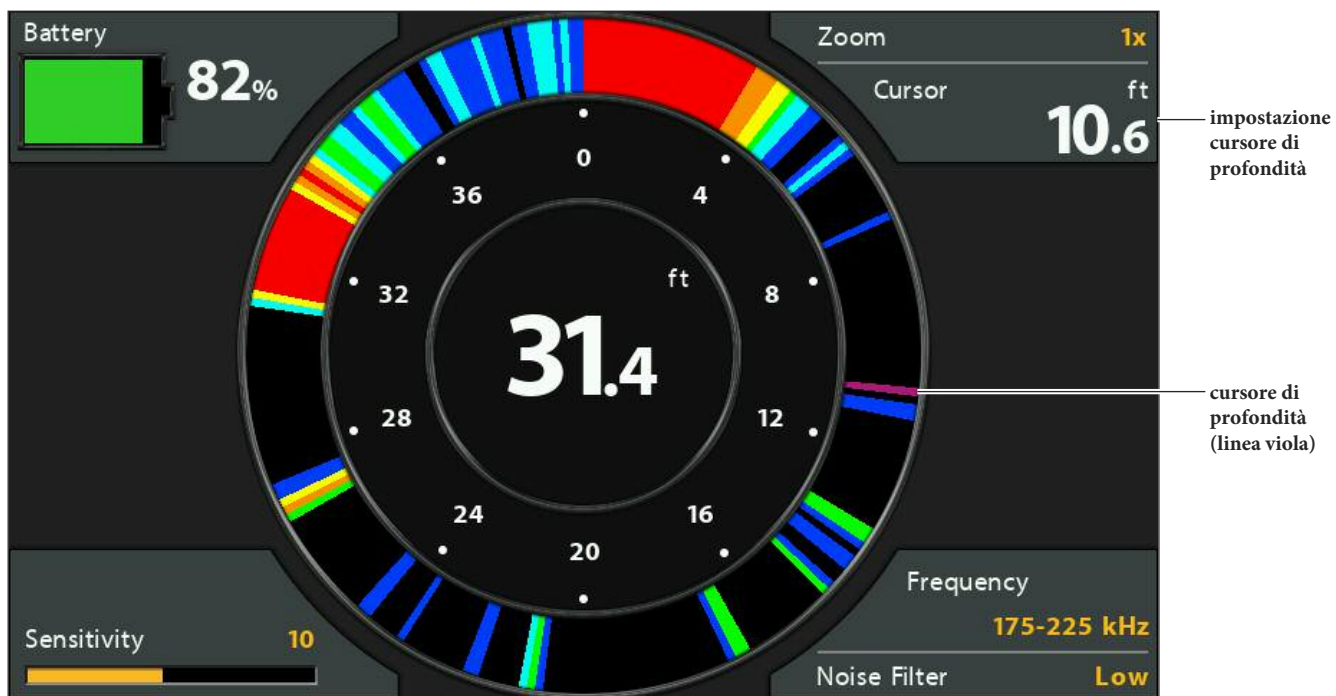 Battery
82%
Zoom 1x
Cursor ft
10.6
impostazione
cursore di
profondità
0
4
8
12
16
20
24
28
32
36
ft
31.4
cursore di
profondità
(linea viola)
Sensitivity 10
Frequency
175-225 kHz
Noise Filter Low